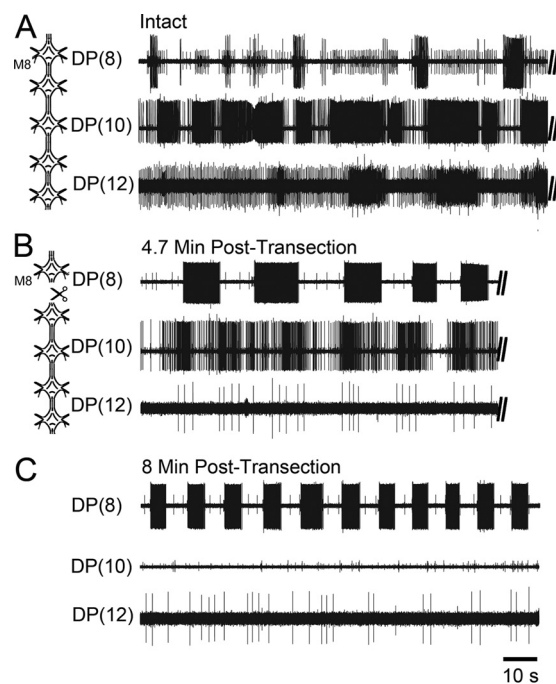 A
Intact
M8
DP(8)
DP(10)
DP(12)
B
4.7 Min Post-Transection
M8
DP(8)
DP(10)
DP(12)
C
8 Min Post-Transection
DP(8)
DP(10)
DP(12)
10 s